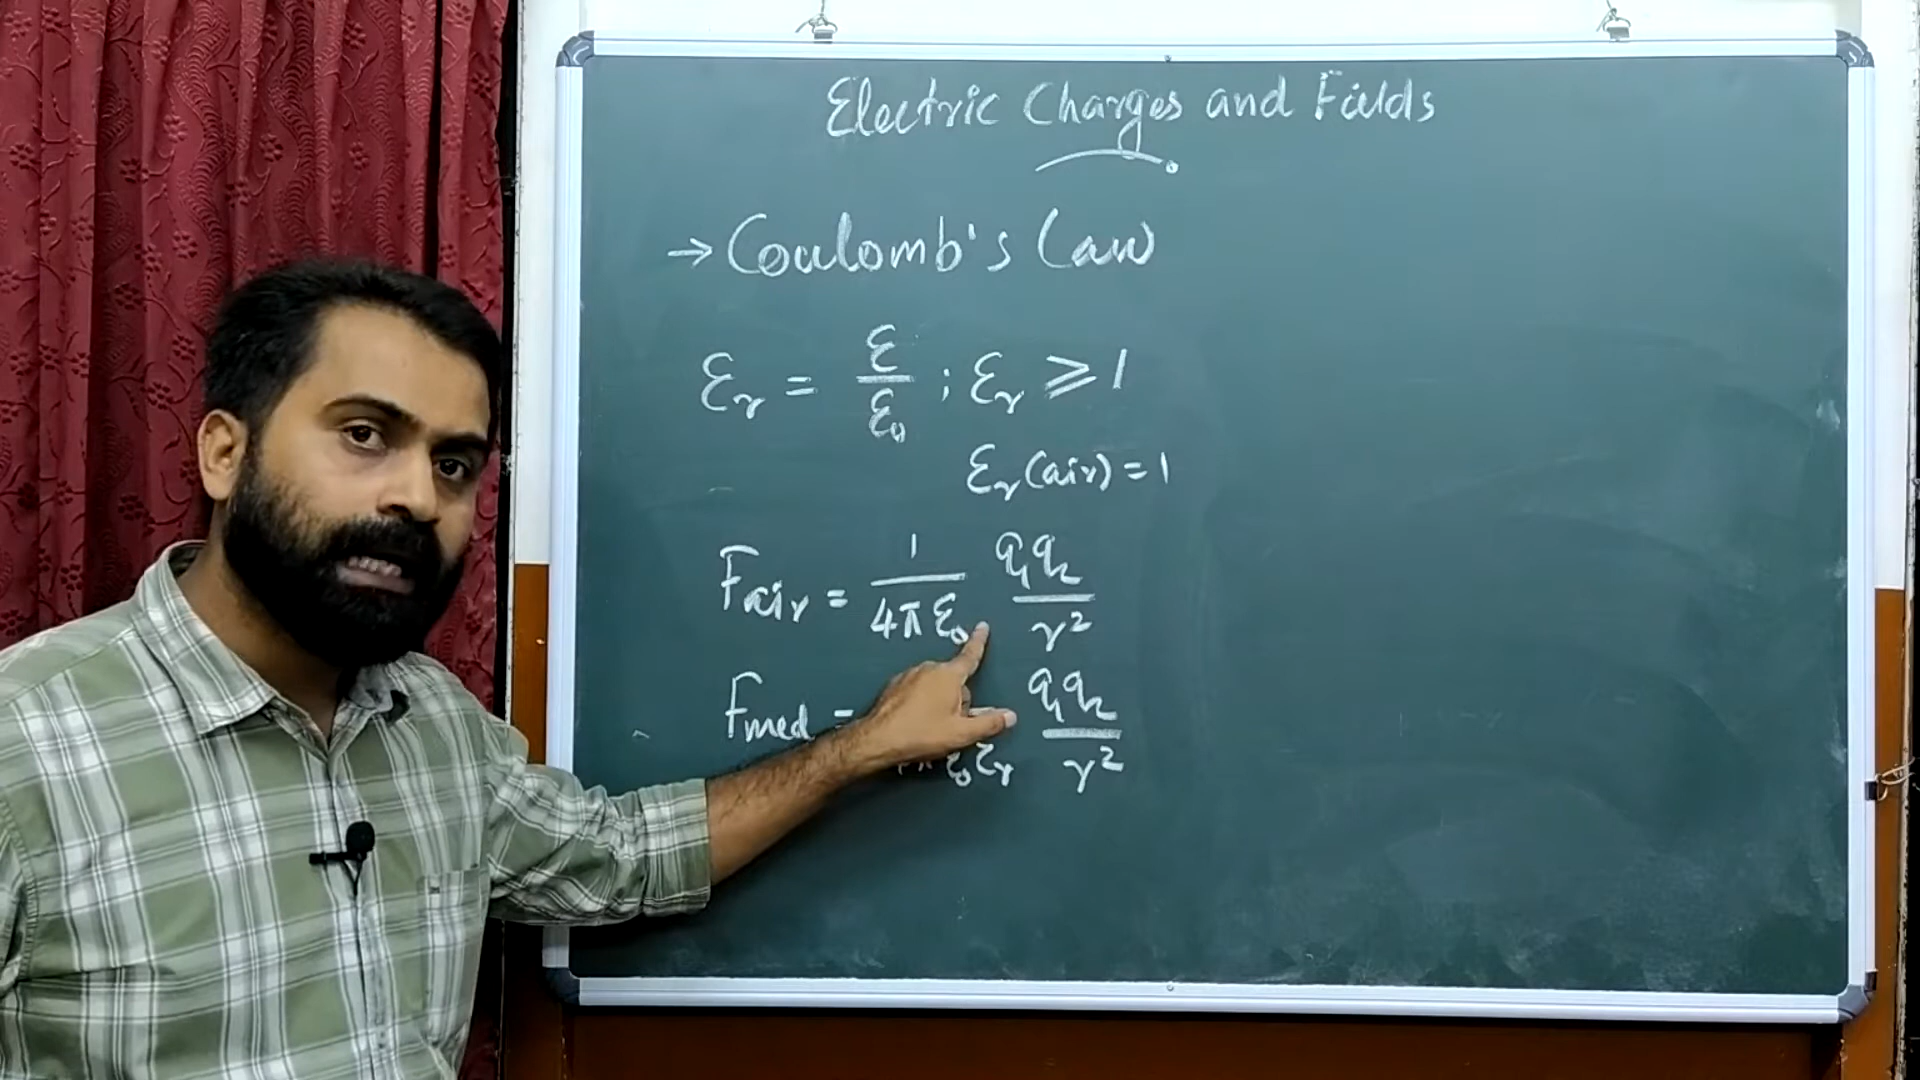 Electric Charges and Fields
→ Coulomb's Law
εr = ε/ε0 ; εr ⩾ 1
εr (air) = 1
Fair = 1/4πε0 q1q2/r²
Fmed = ε0εr q1q2/r²